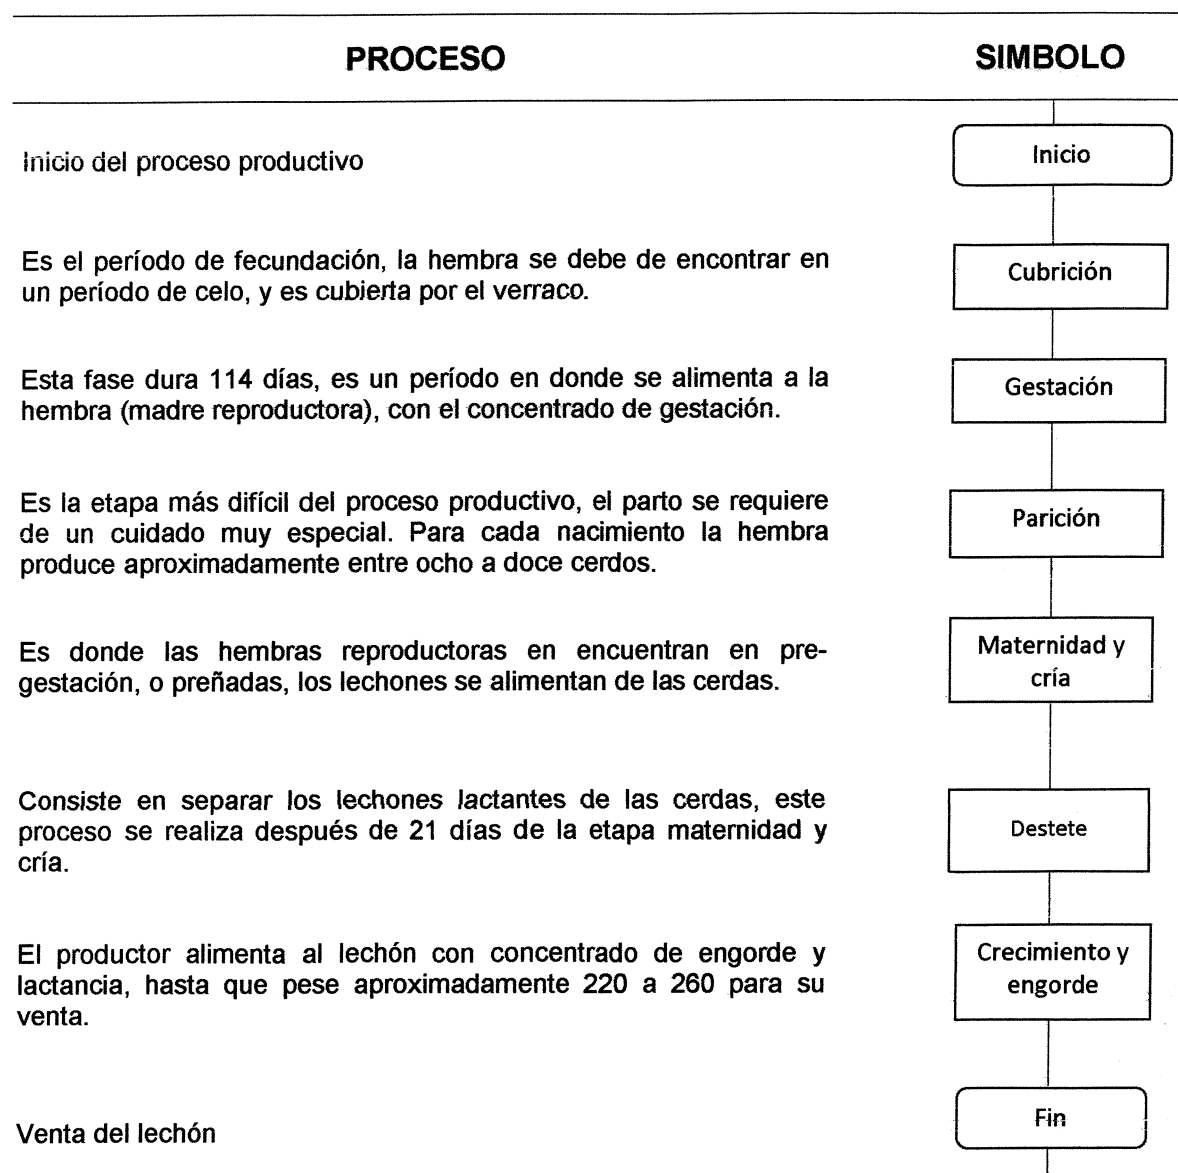 PROCESO SIMBOLO
Inicio del proceso productivo
Inicio
Es el período de fecundación, la hembra se debe de encontrar en
un período de celo, y es cubierta por el verraco.
Cubrición
Esta fase dura 114 días, es un período en donde se alimenta a la
hembra (madre reproductora), con el concentrado de gestación.
Gestación
Es la etapa más difícil del proceso productivo, el parto se requiere
de un cuidado muy especial. Para cada nacimiento la hembra
produce aproximadamente entre ocho a doce cerdos.
Parición
Es donde las hembras reproductoras en encuentran en pre-
gestación, o preñadas, los lechones se alimentan de las cerdas.
Maternidad y
cría
Consiste en separar los lechones lactantes de las cerdas, este
proceso se realiza después de 21 días de la etapa maternidad y
cría.
Destete
El productor alimenta al lechón con concentrado de engorde y
lactancia, hasta que pese aproximadamente 220 a 260 para su
venta.
Crecimiento y
engorde
Venta del lechón
Fin